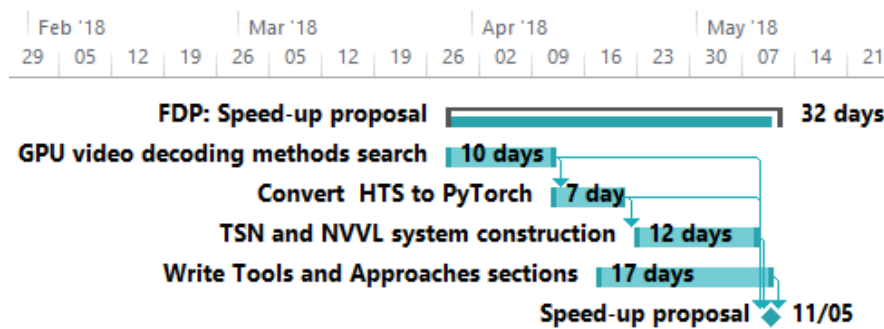 Feb '18 Mar '18 Apr '18 May '18
29 05 12 19 26 05 12 19 26 02 09 16 23 30 07 14 21
FDP: Speed-up proposal 32 days
GPU video decoding methods search 10 days
Convert HTS to PyTorch 7 day
TSN and NVVL system construction 12 days
Write Tools and Approaches sections 17 days
Speed-up proposal 11/05